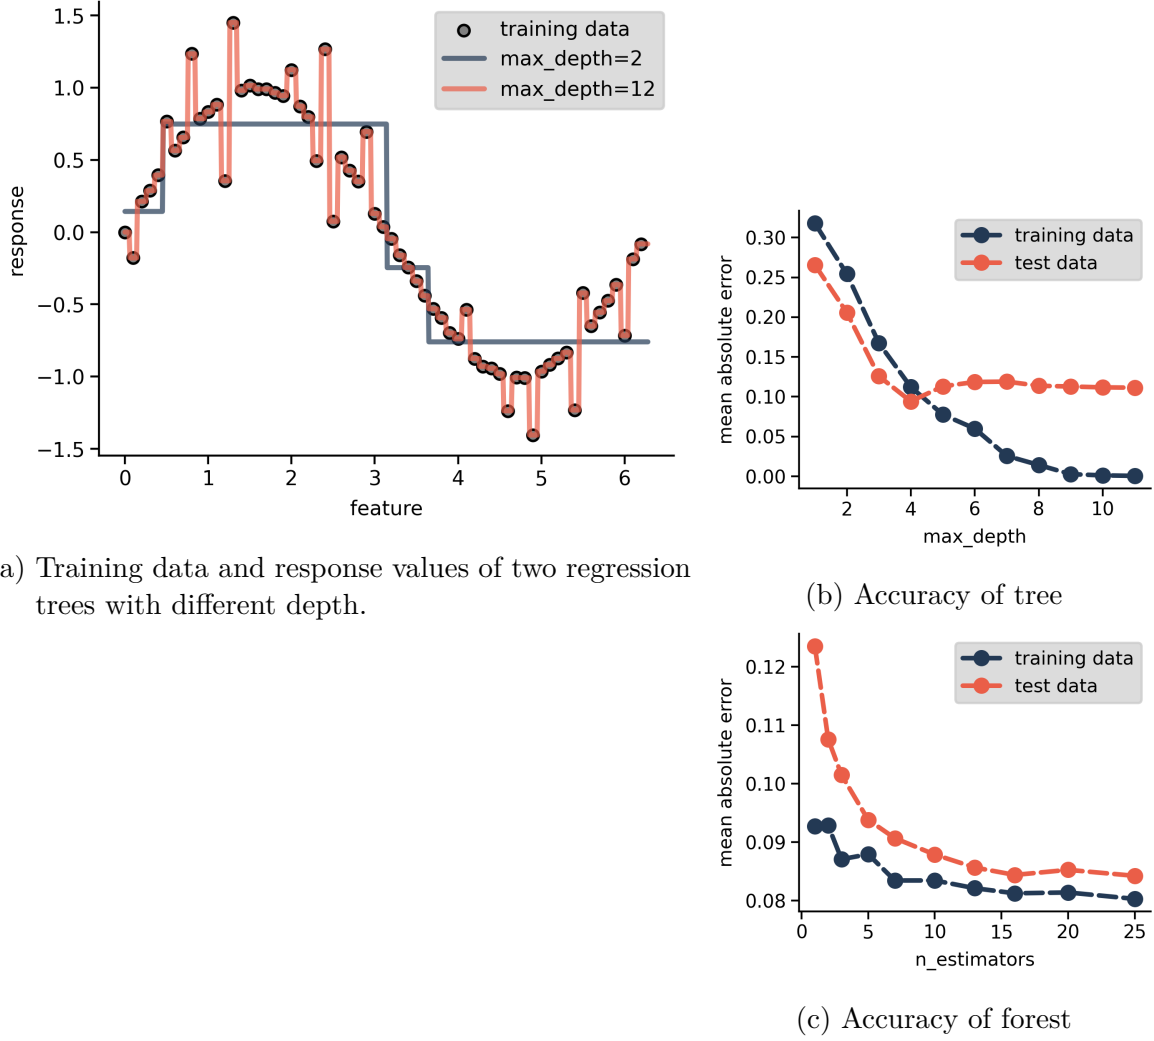 1.5
1.0
0.5
0.0
−0.5
−1.0
−1.5
response
0
1
2
3
4
5
6
feature
training data
max_depth=2
max_depth=12
a) Training data and response values of two regression
trees with different depth.
0.30
0.25
0.20
0.15
0.10
0.05
0.00
mean absolute error
2
4
6
8
10
max_depth
training data
test data
(b) Accuracy of tree
0.12
0.11
0.10
0.09
0.08
mean absolute error
0
5
10
15
20
25
n_estimators
training data
test data
(c) Accuracy of forest